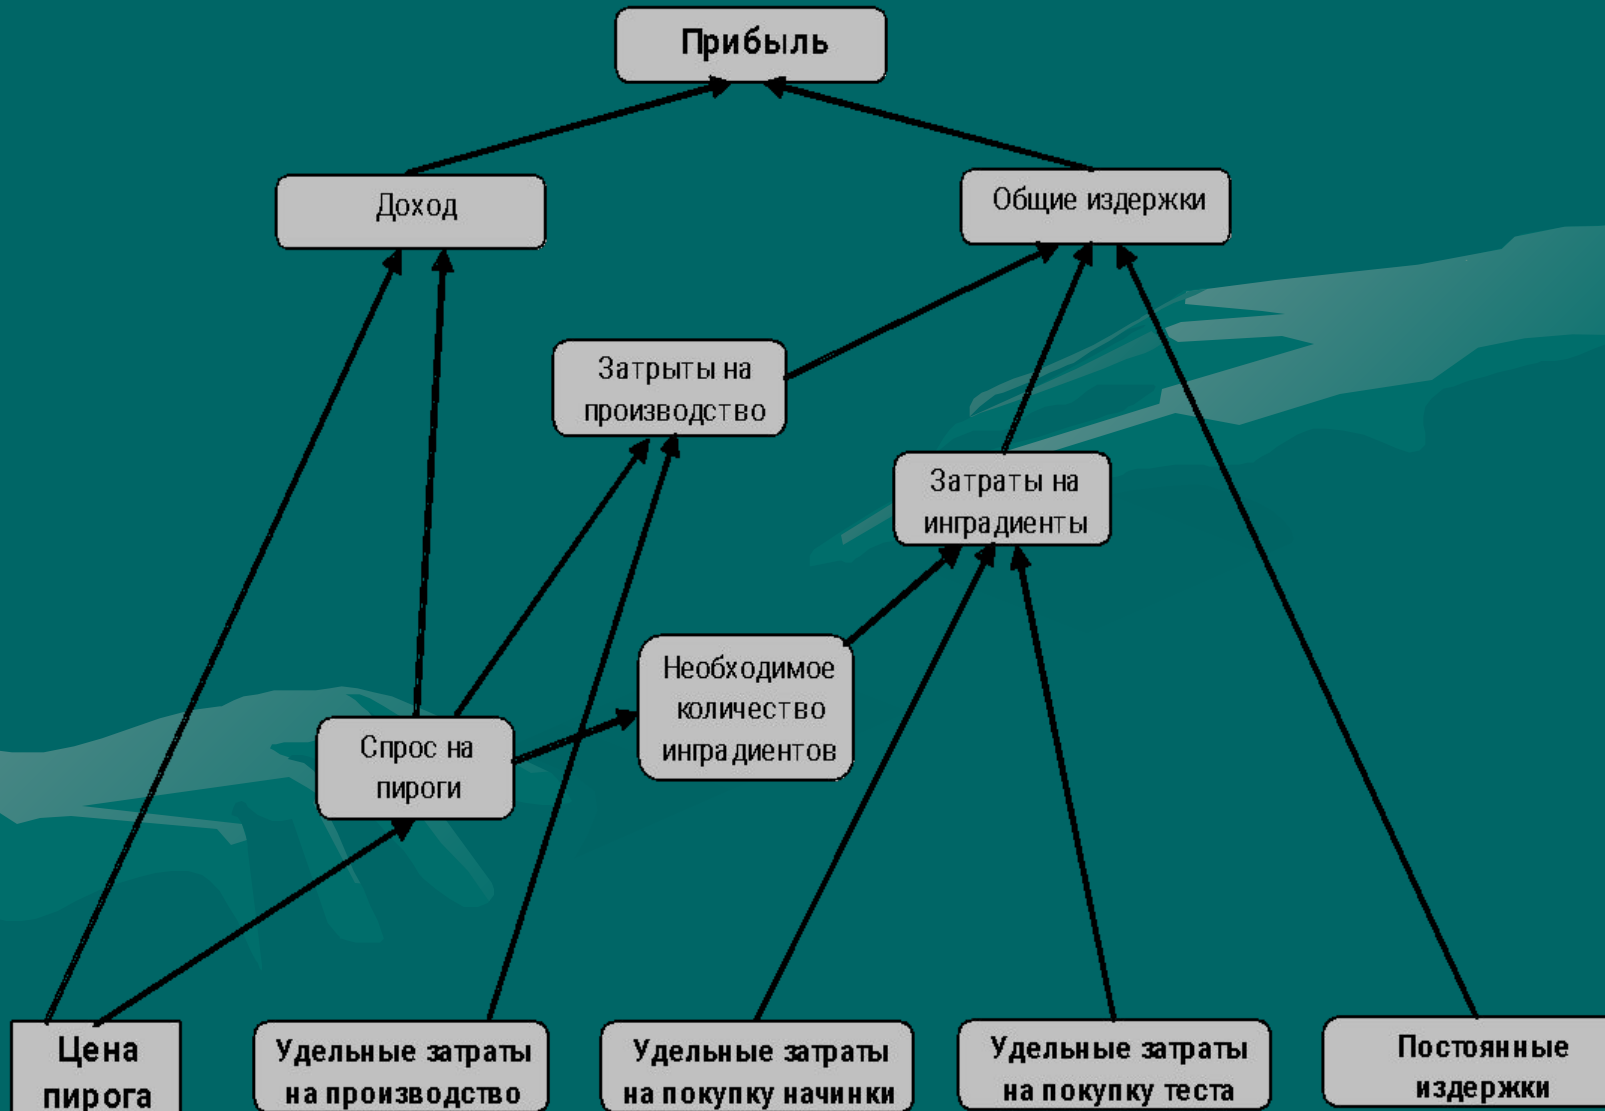 Прибыль
Доход
Общие издержки
Затрыты на
производство
Затраты на
инградиенты
Необходимое
количество
инградиентов
Спрос на
пироги
Цена
пирога
Удельные затраты
на производство
Удельные затраты
на покупку начинки
Удельные затраты
на покупку теста
Постоянные
издержки